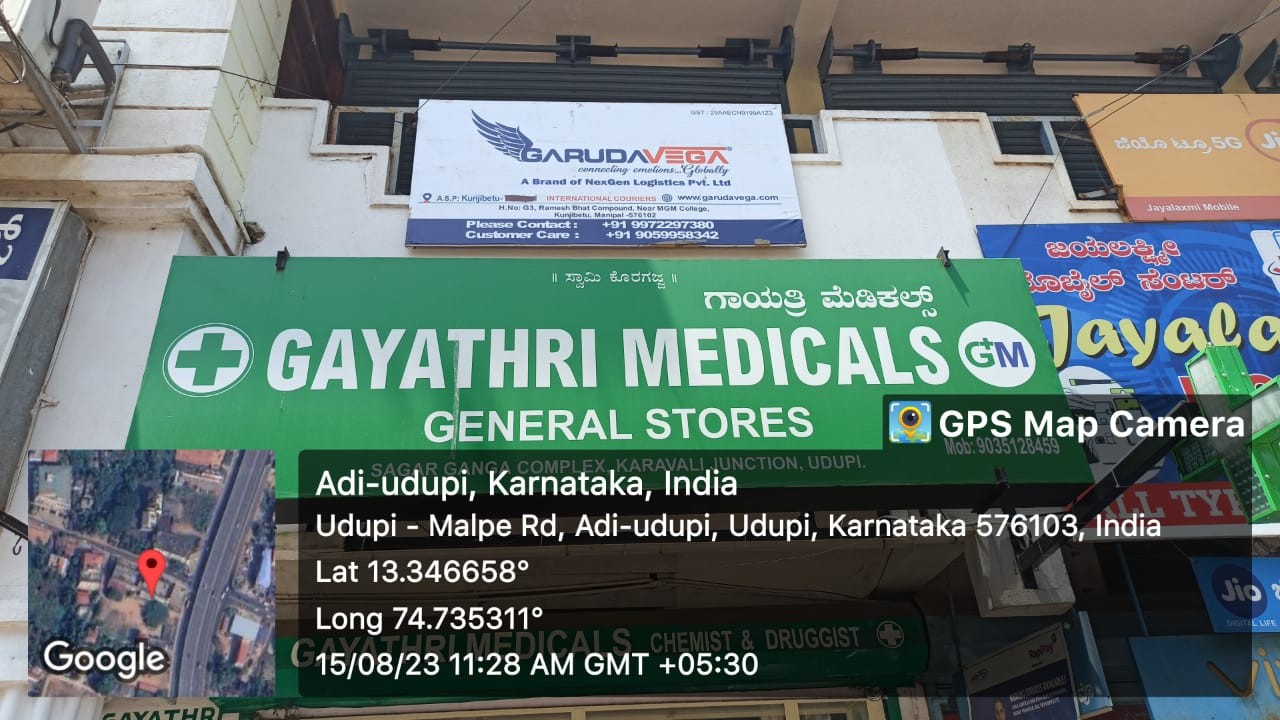 GST : 29AAECN9199A1Z3
GARUDAVEGA
connecting emotions...Globally
A Brand of NexGen Logistics Pvt. Ltd
A.S.P: Kunjibetu-
INTERNATIONAL COURIERS
www.garudavega.com
H.No: G3, Ramesh Bhat Compound, Near MGM College,
Kunjibetu, Manipal -576102
Please Contact : +91 9972297380
Customer Care : +91 9059958342
ಜಿಯೊ ಟ್ರೂ 5G
Jayalaxmi Mobile
ಜಯಲಕ್ಷ್ಮೀ
ಮೊಬೈಲ್ ಸೆಂಟರ್
Jayala
॥ ಸ್ವಾಮಿ ಕೊರಗಜ್ಜ ॥
ಗಾಯತ್ರಿ ಮೆಡಿಕಲ್ಸ್
GAYATHRI MEDICALS
GM
GENERAL STORES
Mob: 9035128459
SAGAR GANGA COMPLEX, KARAVALI JUNCTION, UDUPI.
GPS Map Camera
Adi-udupi, Karnataka, India
Udupi - Malpe Rd, Adi-udupi, Udupi, Karnataka 576103, India
Lat 13.346658°
Long 74.735311°
15/08/23 11:28 AM GMT +05:30
Google
GAYATHRI MEDICALS CHEMIST & DRUGGIST
Jio
DIGITAL LIFE
RapiPay
GAYATHR